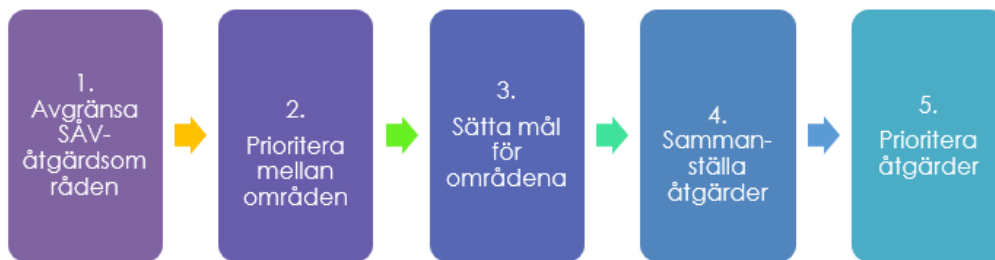 1.
Avgränsa
SÅV-
åtgärdsom
råden
2.
Prioritera
mellan
områden
3.
Sätta mål
för
områdena
4.
Samman-
ställa
åtgärder
5.
Prioritera
åtgärder